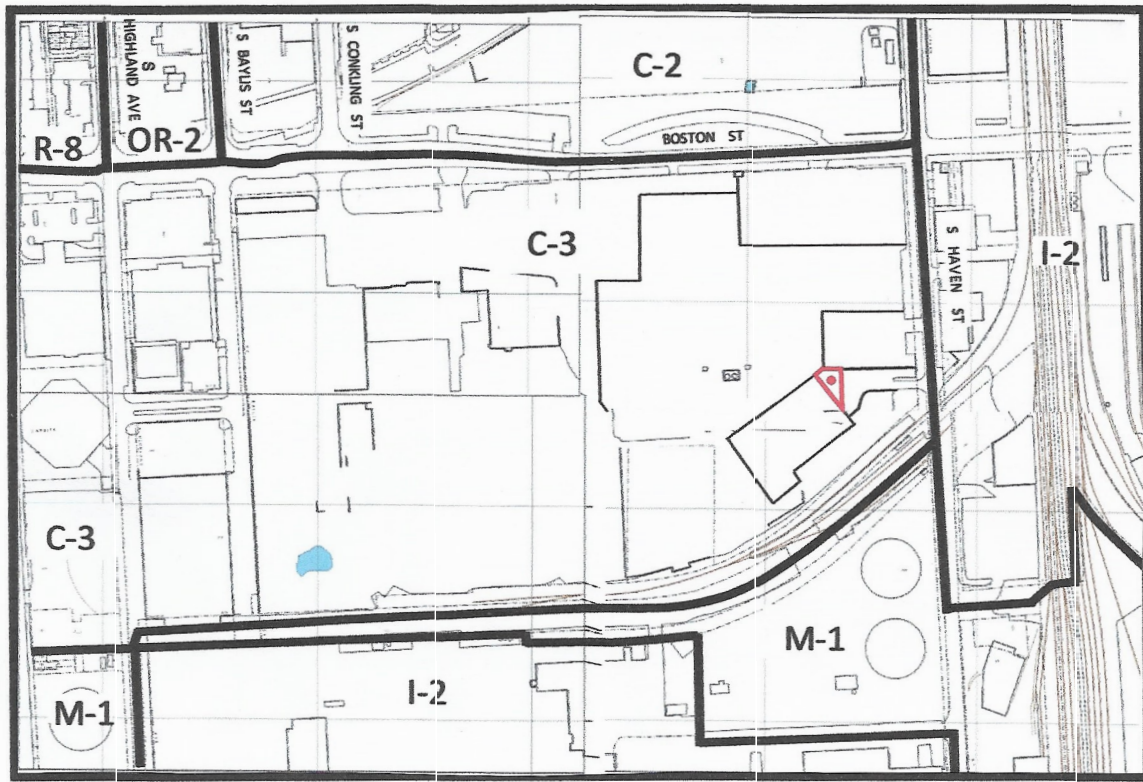 S
HIGHLAND AVE
S BAYLIS ST
S CONKLING ST
C-2
R-8
OR-2
BOSTON ST
C-3
S HAVEN ST
I-2
C-3
M-1
I-2
M-1